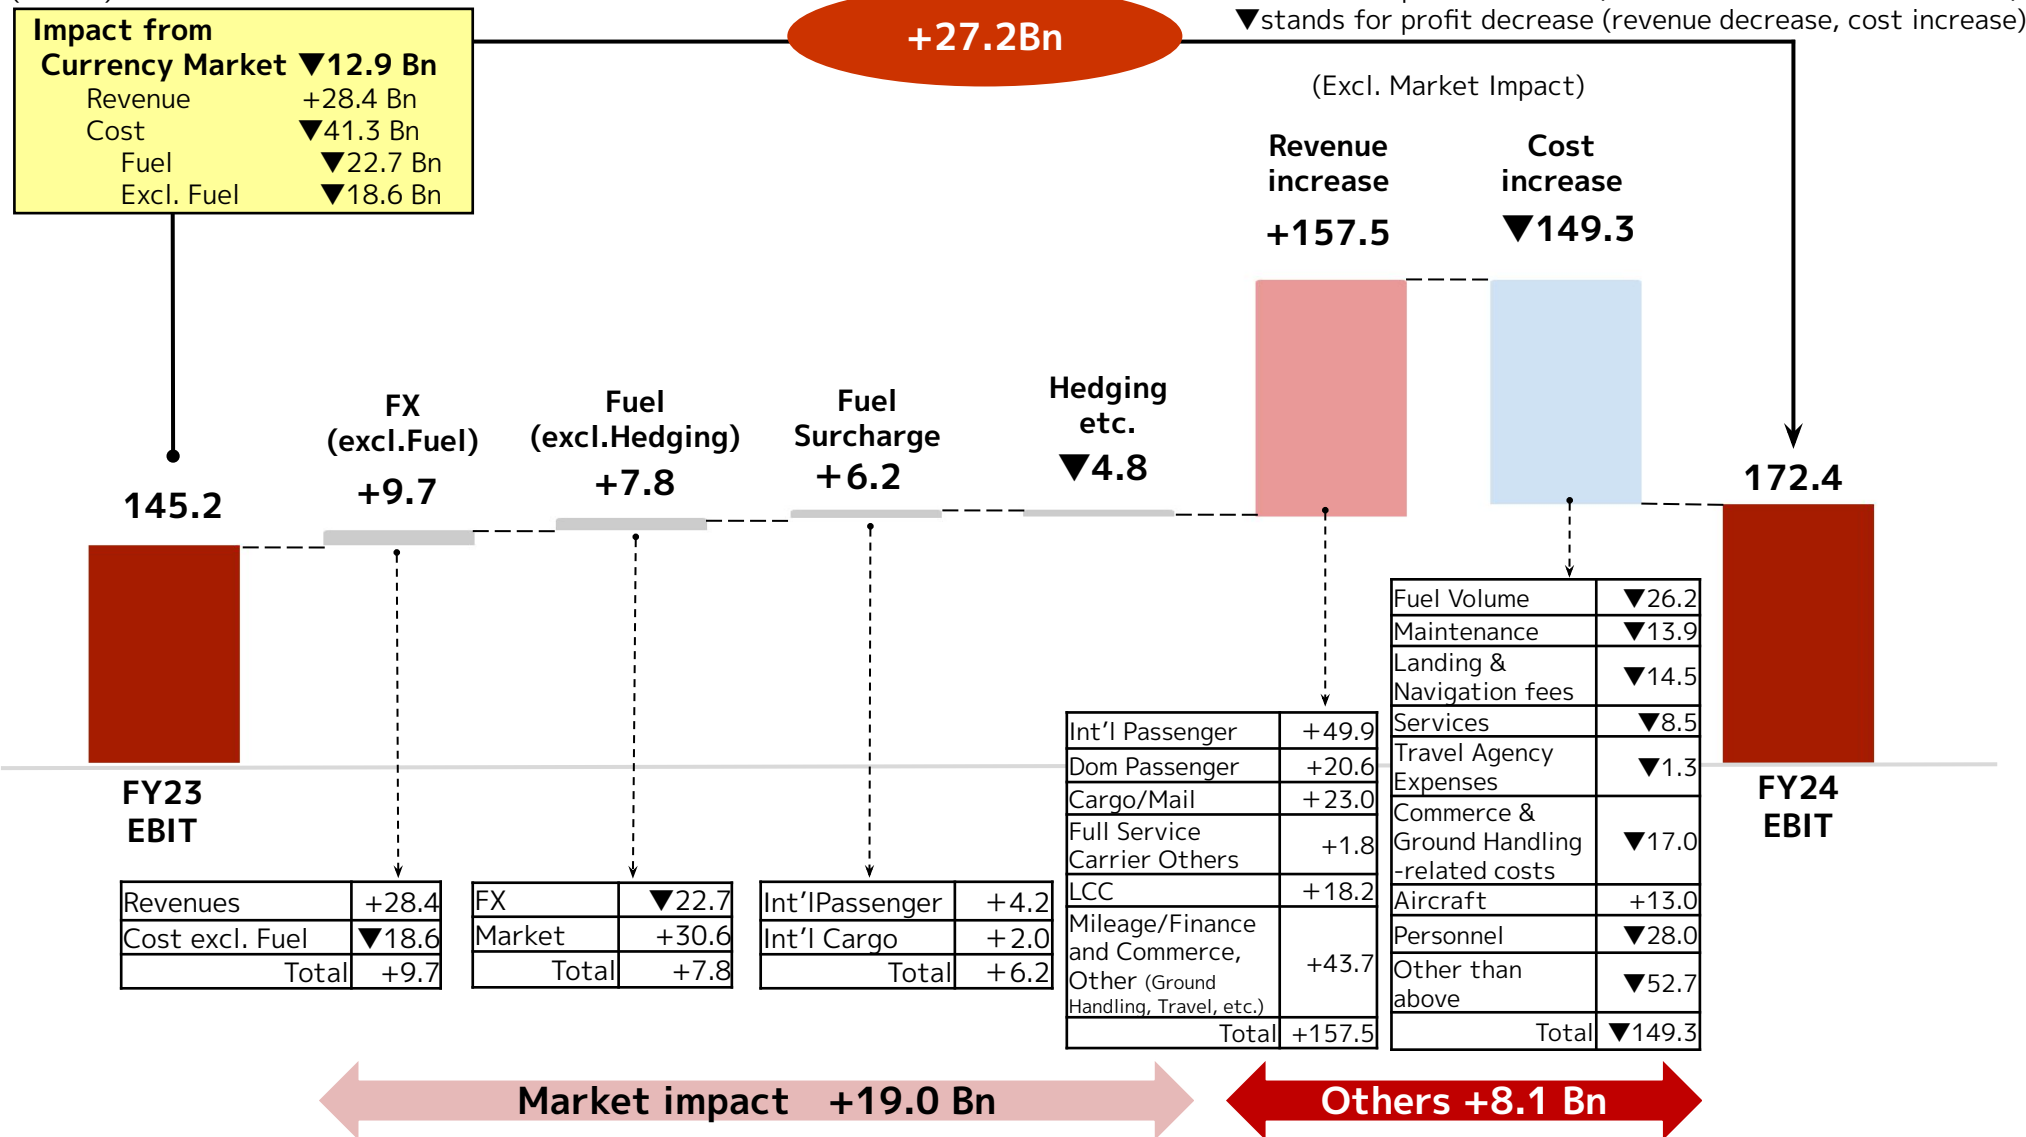 ▼stands for profit decrease (revenue decrease, cost increase)
Impact from
Currency Market ▼12.9 Bn
Revenue +28.4 Bn
Cost ▼41.3 Bn
Fuel ▼22.7 Bn
Excl. Fuel ▼18.6 Bn
+27.2Bn
(Excl. Market Impact)
Revenue
increase
+157.5
Cost
increase
▼149.3
145.2
FX
(excl.Fuel)
+9.7
Fuel
(excl.Hedging)
+7.8
Fuel
Surcharge
+6.2
Hedging
etc.
▼4.8
172.4
FY23
EBIT
FY24
EBIT
Revenues +28.4
Cost excl. Fuel ▼18.6
Total +9.7
FX ▼22.7
Market +30.6
Total +7.8
Int'lPassenger +4.2
Int'l Cargo +2.0
Total +6.2
Int'l Passenger +49.9
Dom Passenger +20.6
Cargo/Mail +23.0
Full Service
Carrier Others +1.8
LCC +18.2
Mileage/Finance
and Commerce,
Other (Ground
Handling, Travel, etc.) +43.7
Total +157.5
Fuel Volume ▼26.2
Maintenance ▼13.9
Landing &
Navigation fees ▼14.5
Services ▼8.5
Travel Agency
Expenses ▼1.3
Commerce &
Ground Handling
-related costs ▼17.0
Aircraft +13.0
Personnel ▼28.0
Other than
above ▼52.7
Total ▼149.3
Market impact +19.0 Bn
Others +8.1 Bn